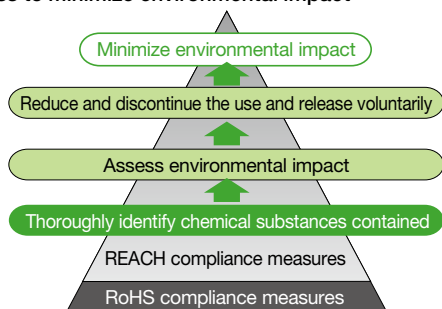 to minimize environmental impact
Minimize environmental impact
Reduce and discontinue the use and release voluntarily
Assess environmental impact
Thoroughly identify chemical substances contained
REACH compliance measures
RoHS compliance measures